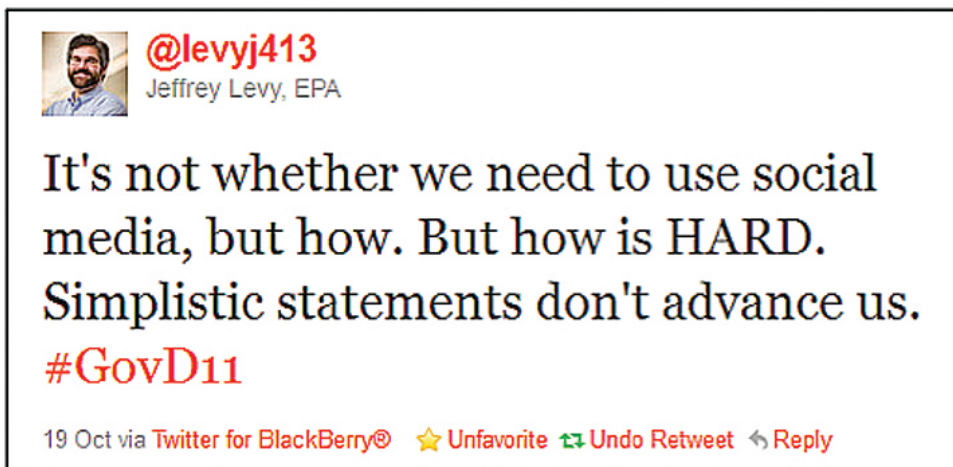 @levyj413
Jeffrey Levy, EPA
It's not whether we need to use social
media, but how. But how is HARD.
Simplistic statements don't advance us.
#GovD11
19 Oct via Twitter for BlackBerry® Unfavorite Undo Retweet Reply